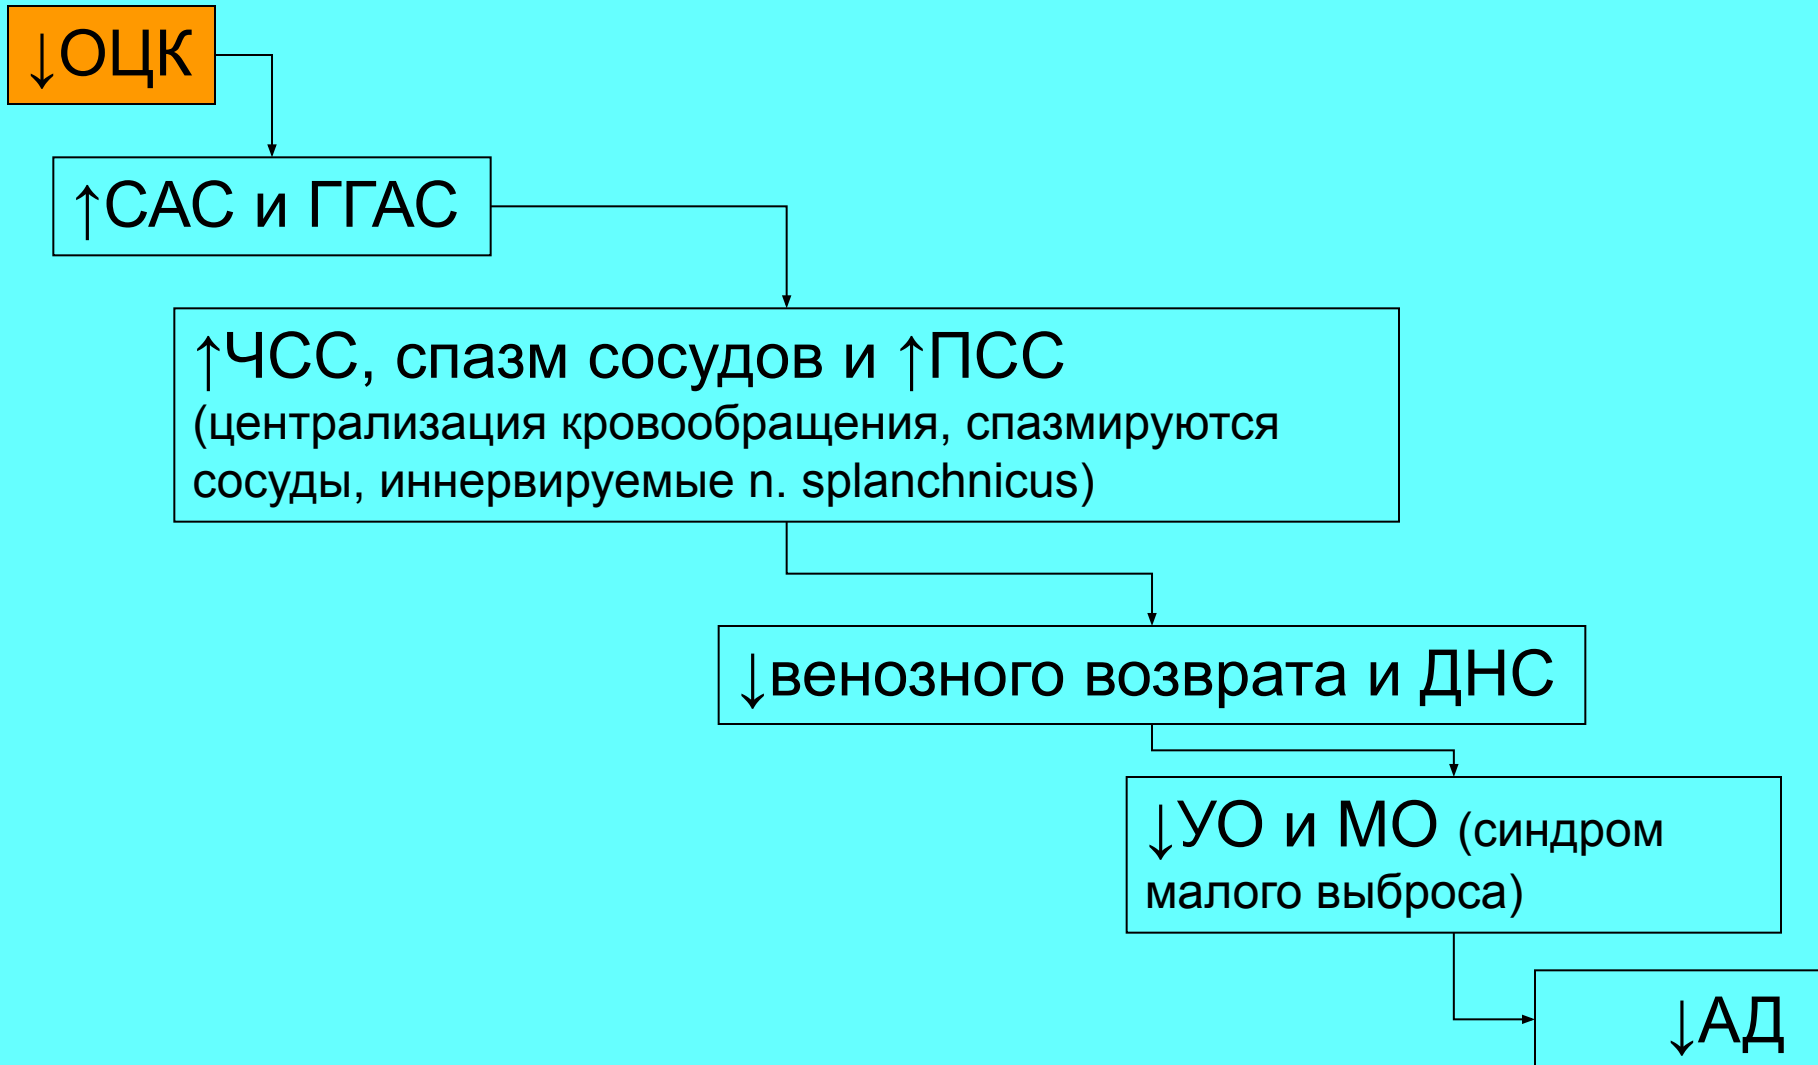 ↓ОЦК
↑САС и ГГАС
↑ЧСС, спазм сосудов и ↑ПСС
(централизация кровообращения, спазмируются
сосуды, иннервируемые n. splanchnicus)
↓венозного возврата и ДНС
↓УО и МО (синдром
малого выброса)
↓АД